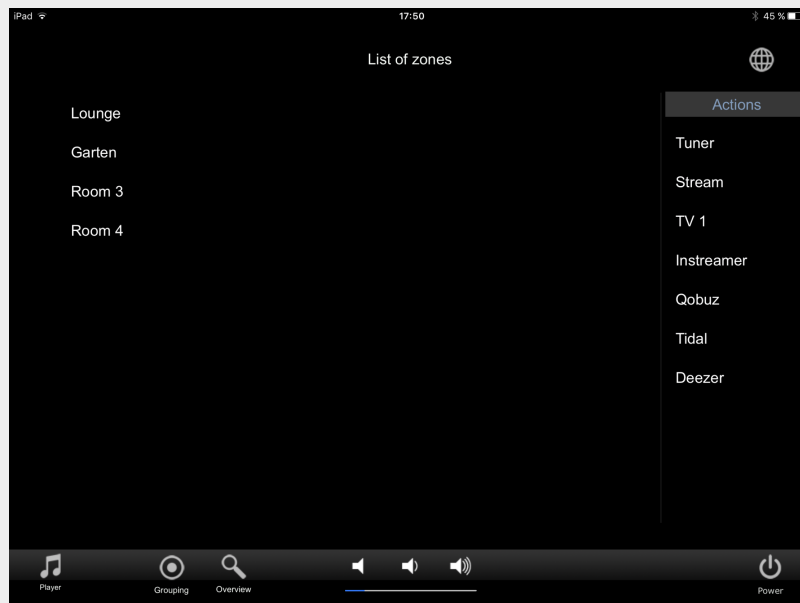 iPad 17:50 45 %
List of zones
Actions
Lounge
Garten
Room 3
Room 4
Tuner
Stream
TV 1
Instreamer
Qobuz
Tidal
Deezer
Player
Grouping
Overview
Power